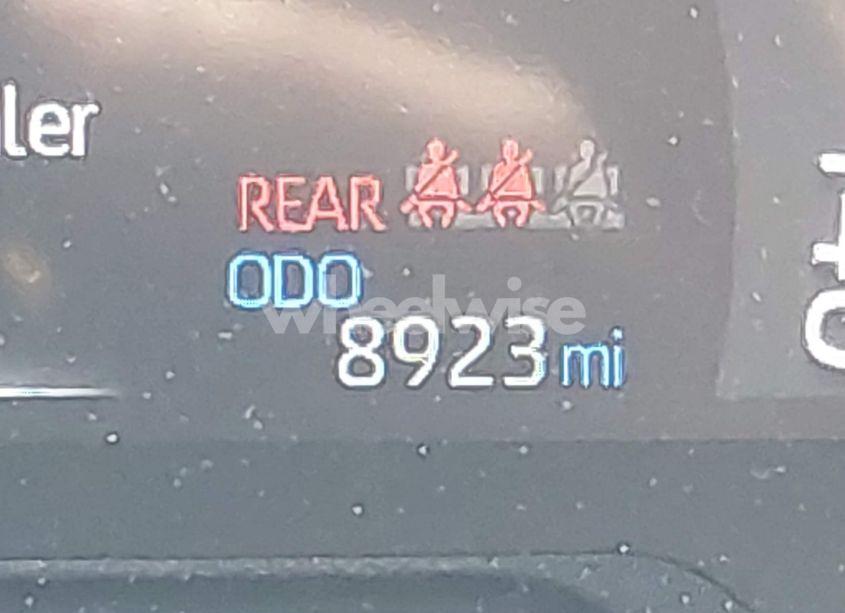 ler
REAR
ODO
wheelwise
8923 mi